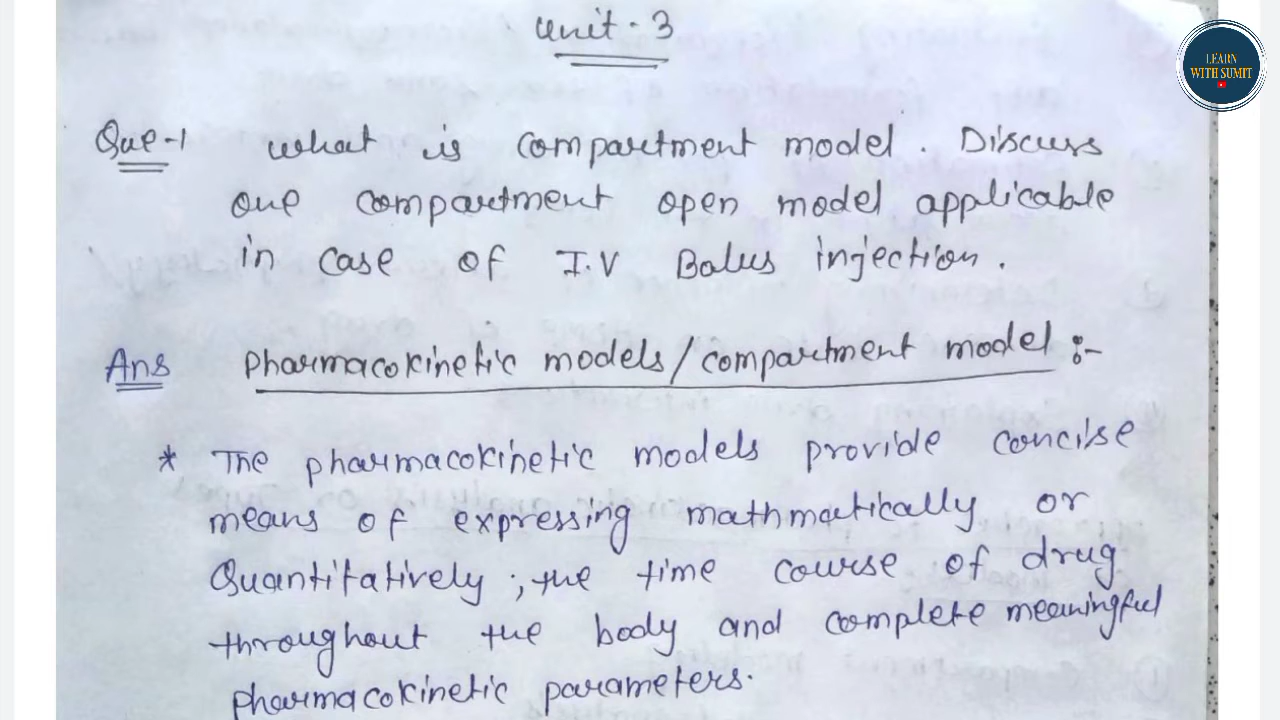 Unit - 3
LEARN
WITH SUMIT
Que-1 what is compartment model. Discuss
one compartment open model applicable
in case of I.V Bolus injection.
Ans Pharmacokinetic models/compartment model :-
* The pharmacokinetic models provide concise
means of expressing mathmatically or
Quantitatively ; the time course of drug
throughout the body and complete meaningful
pharmacokinetic parameters.